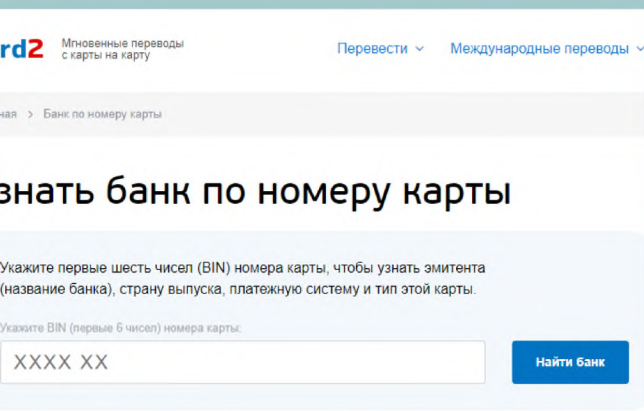 rd2
Мгновенные переводы
с карты на карту
Перевести
Международные переводы
ная > Банк по номеру карты
знать банк по номеру карты
Укажите первые шесть чисел (BIN) номера карты, чтобы узнать эмитента
(название банка), страну выпуска, платежную систему и тип этой карты.
Укажите BIN (первые 6 чисел) номера карты:
XXXX XX
Найти банк